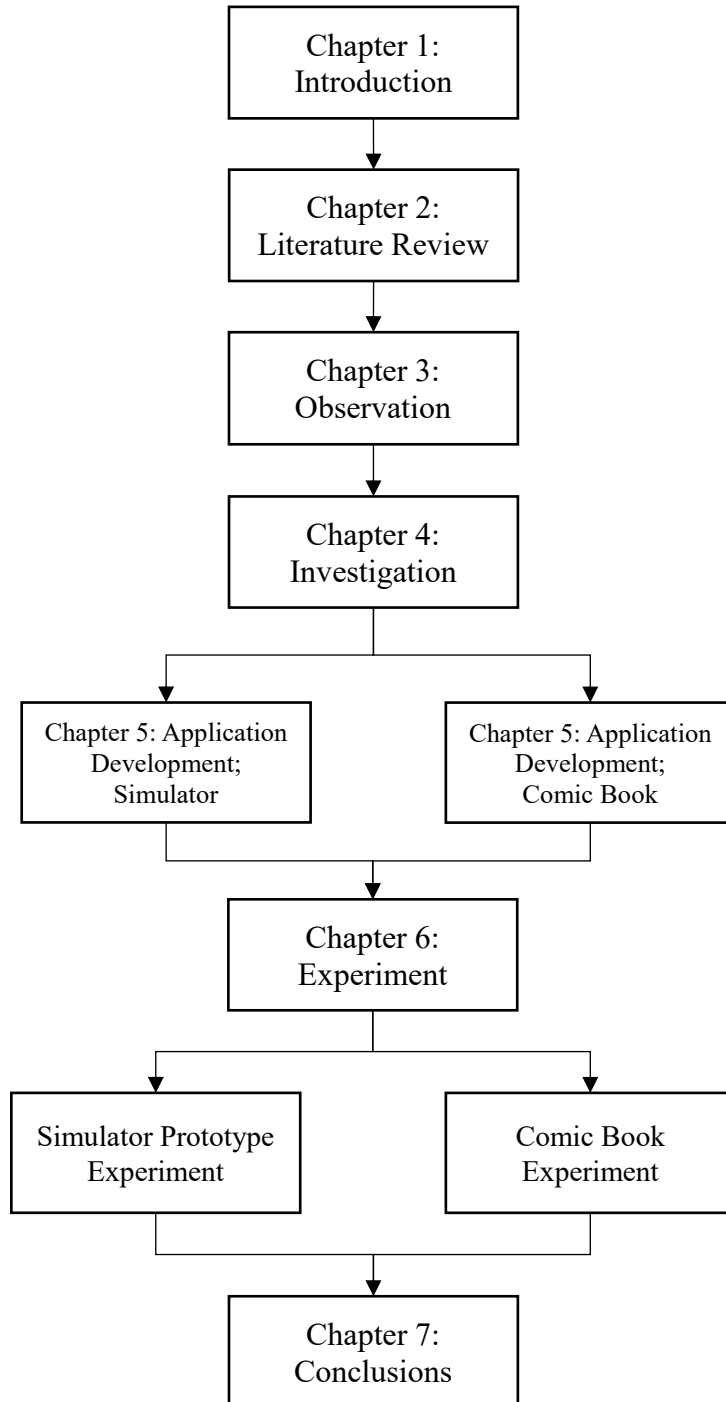 Chapter 1:
Introduction
Chapter 2:
Literature Review
Chapter 3:
Observation
Chapter 4:
Investigation
Chapter 5: Application
Development;
Simulator
Chapter 5: Application
Development;
Comic Book
Chapter 6:
Experiment
Simulator Prototype
Experiment
Comic Book
Experiment
Chapter 7:
Conclusions